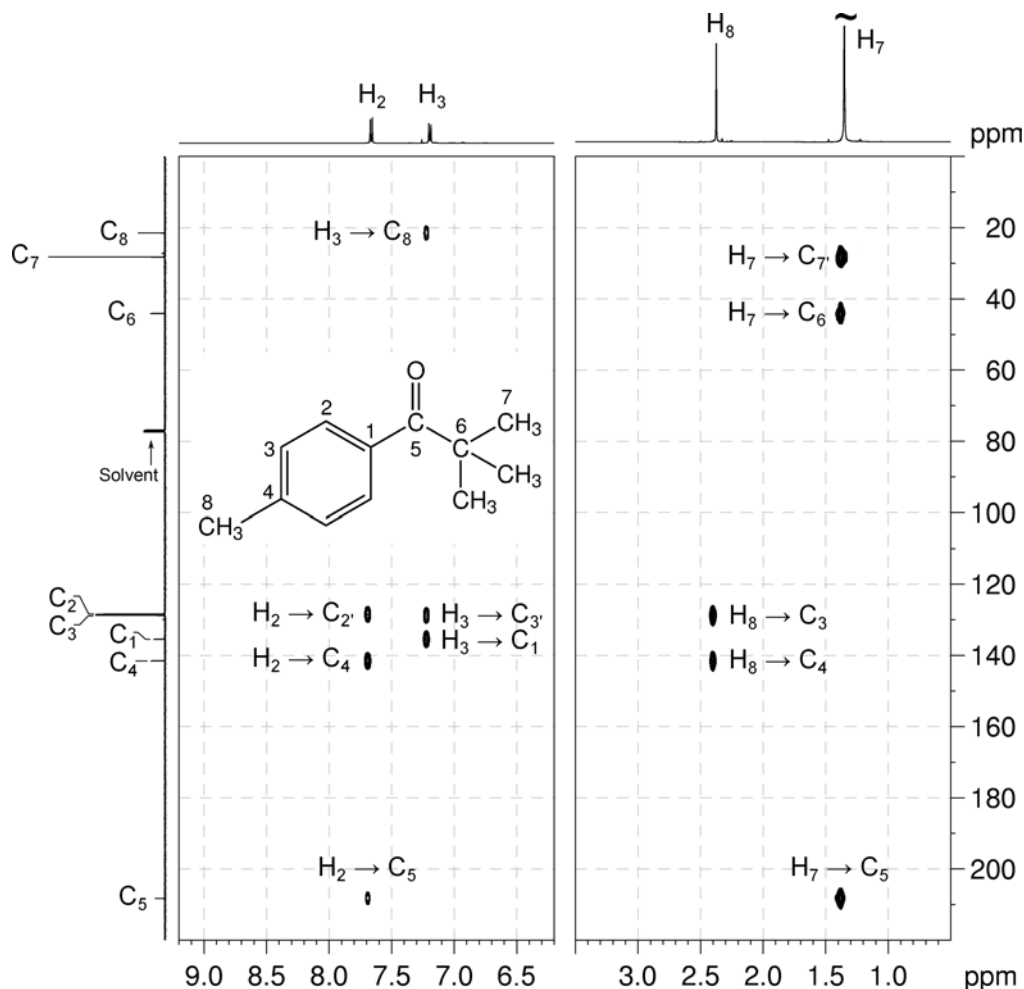 H₈
~
H₇
H₂ H₃
ppm
C₈
H₃ → C₈
20
C₇
H₇ → C₇'
C₆
H₇ → C₆
40
O
60
2
7
1
5
6
CH₃
80
3
Solvent
4
CH₃
8
CH₃
CH₃
100
120
C₂
C₃
H₂ → C₂' H₃ → C₃' H₈ → C₃
C₁
H₃ → C₁
C₄
H₂ → C₄ H₈ → C₄
140
160
180
H₂ → C₅ H₇ → C₅
200
C₅
9.0 8.5 8.0 7.5 7.0 6.5 3.0 2.5 2.0 1.5 1.0 ppm
C